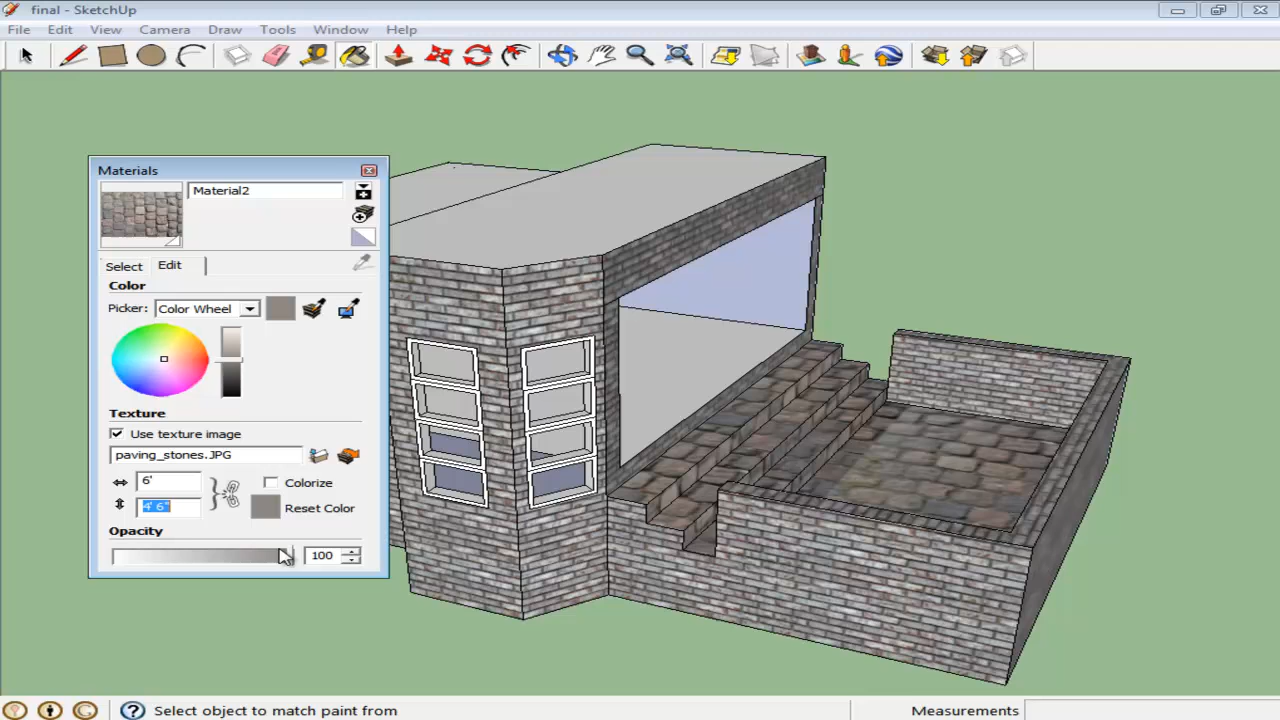 final - SketchUp
File Edit View Camera Draw Tools Window Help
Materials
Material2
Select Edit
Color
Picker: Color Wheel
Texture
Use texture image
paving_stones.JPG
6'
Colorize
4' 6"
Reset Color
Opacity
100
Select object to match paint from
Measurements